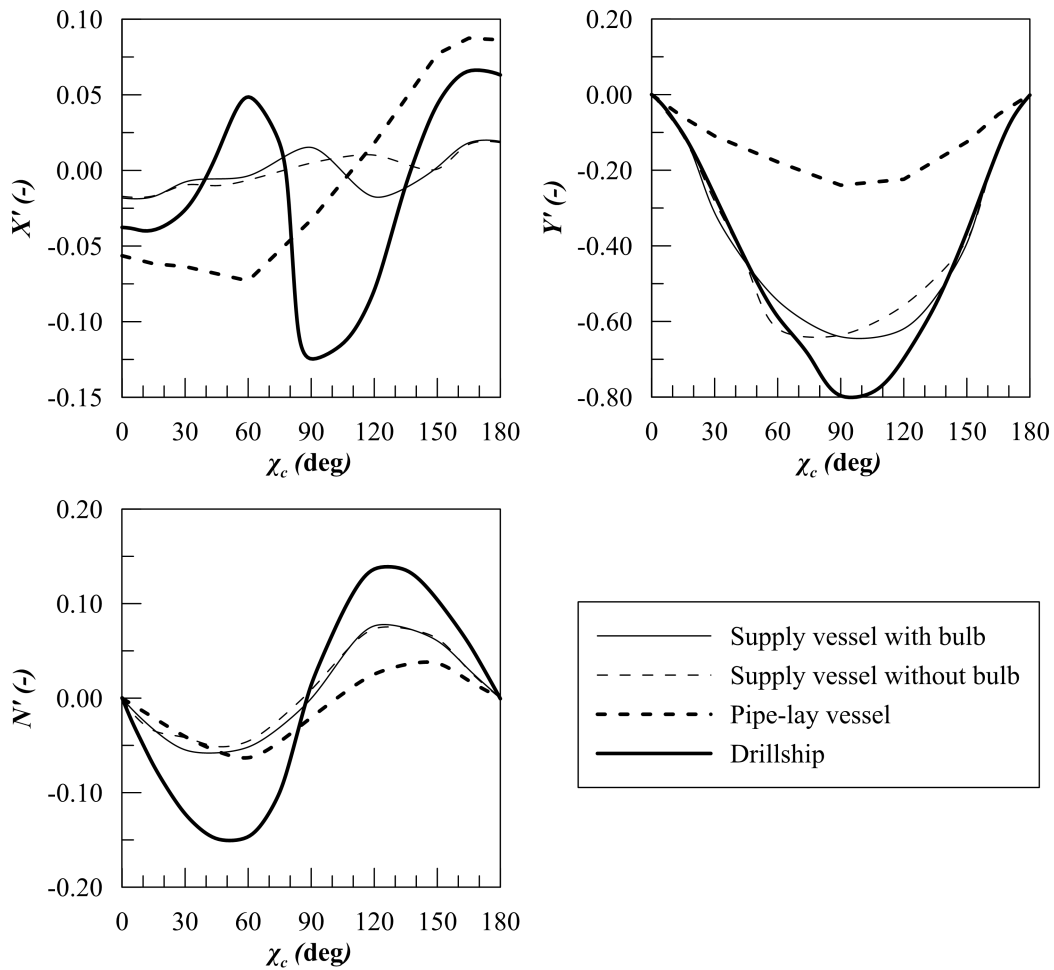 0.10
0.05
0.00
-0.05
-0.10
-0.15
X' (-)
0 30 60 90 120 150 180
χc (deg)
0.20
0.00
-0.20
-0.40
-0.60
-0.80
Y' (-)
0 30 60 90 120 150 180
χc (deg)
0.20
0.10
0.00
-0.10
-0.20
N' (-)
0 30 60 90 120 150 180
χc (deg)
Supply vessel with bulb
Supply vessel without bulb
Pipe-lay vessel
Drillship